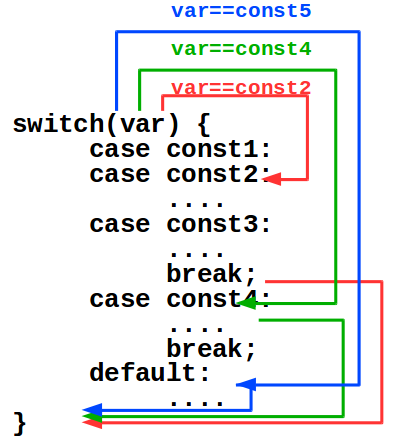 var==const5
var==const4
var==const2
switch(var) {
case const1:
case const2:
....
case const3:
....
break;
case const4:
....
break;
default:
....
}